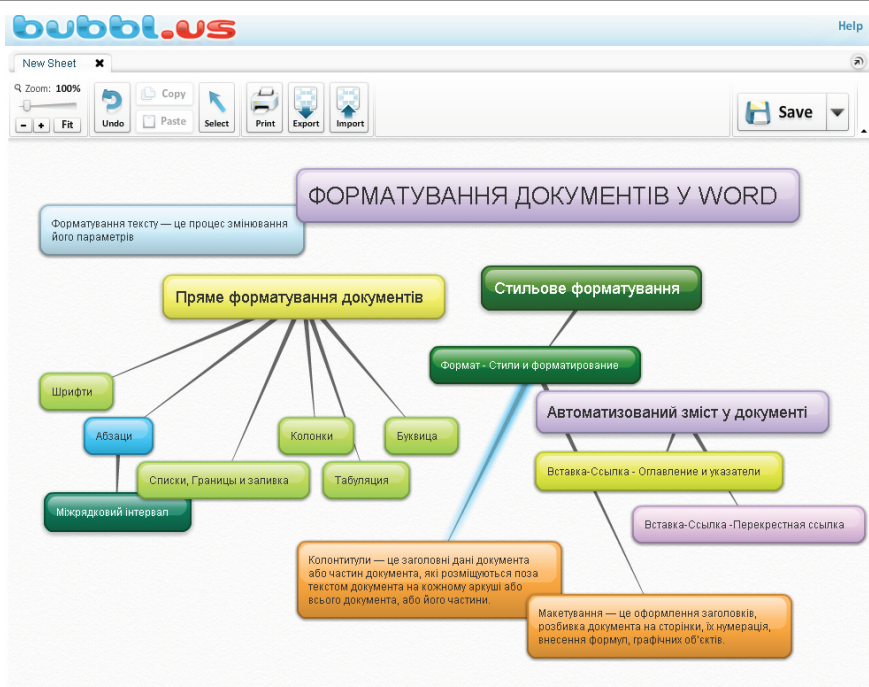 bubbl.us
Help
New Sheet
Zoom: 100%
Fit
Undo
Copy
Paste
Select
Print
Export
Import
Save
ФОРМАТУВАННЯ ДОКУМЕНТІВ У WORD
Форматування тексту — це процес змінювання
його параметрів
Пряме форматування документів
Стильове форматування
Формат - Стили и форматирование
Шрифти
Автоматизований зміст у документі
Абзаци
Колонки
Буквица
Списки, Границы и заливка
Табуляция
Вставка-Ссылка - Оглавление и указатели
Міжрядковий інтервал
Вставка-Ссылка -Перекрестная ссылка
Колонтитули — це заголовні дані документа
або частин документа, які розміщуються поза
текстом документа на кожному аркуші або
всього документа, або його частини.
Макетування — це оформлення заголовків,
розбивка документа на сторінки, їх нумерація,
внесення формул, графічних об'єктів.